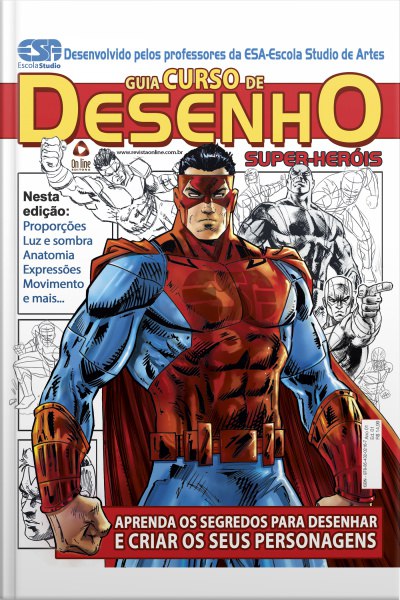 ESA
EscolaStudio
Desenvolvido pelos professores da ESA-Escola Studio de Artes
GUIA CURSO DE
DESENHO
SUPER-HERÓIS
On line
EDITORA
www.revistaonline.com.br
Nesta
edição:
Proporções
Luz e sombra
Anatomia
Expressões
Movimento
e mais...
APRENDA OS SEGREDOS PARA DESENHAR
E CRIAR OS SEUS PERSONAGENS